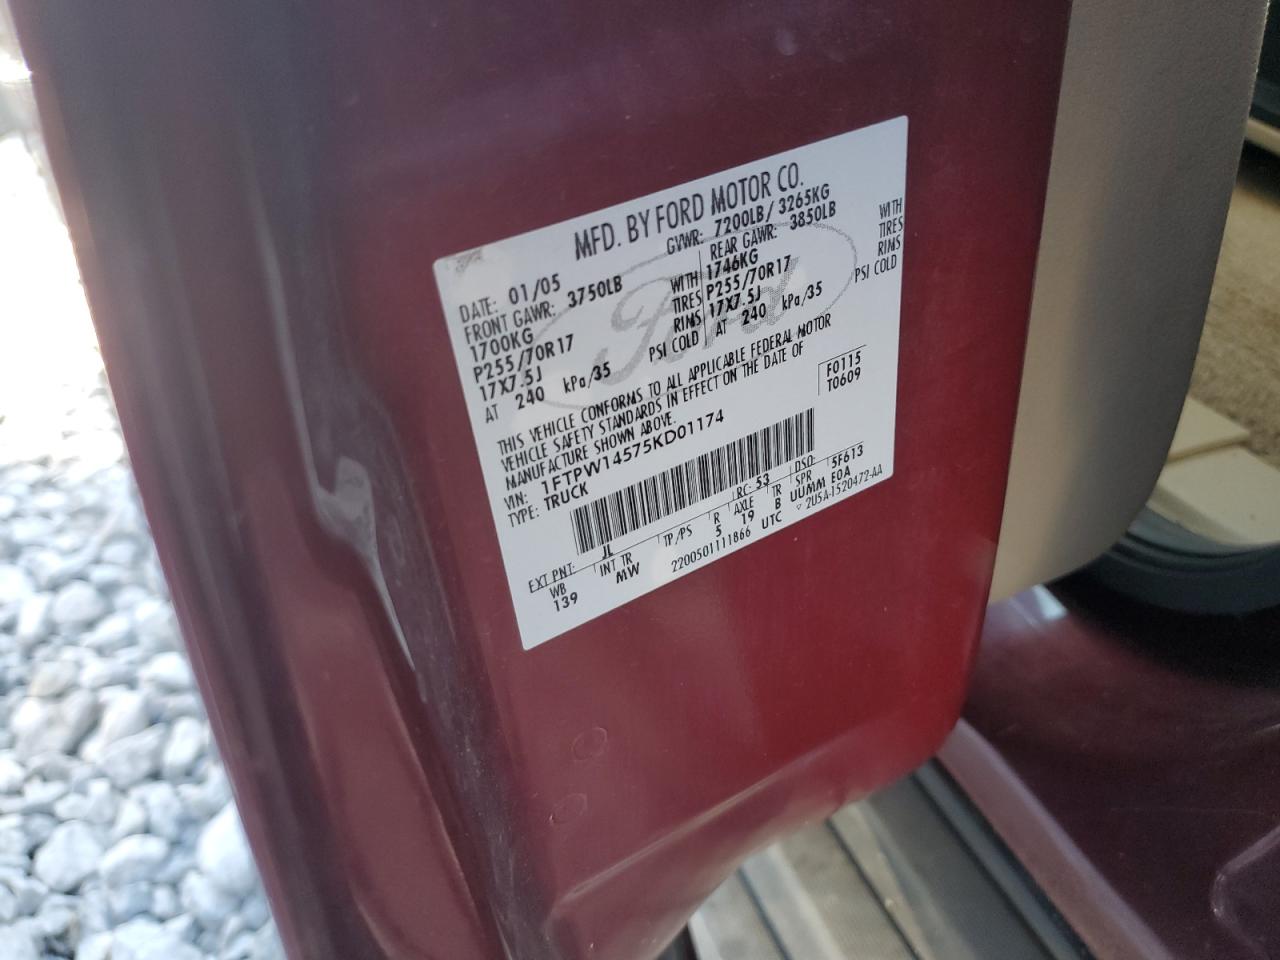 MFD. BY FORD MOTOR CO.
DATE: 01/05 GVWR: 7200LB/ 3265KG
FRONT GAWR: 3750LB REAR GAWR: 3850LB
1700KG WITH 1746KG WITH
P255/70R17 TIRES P255/70R17 TIRES
17X7.5J RIMS 17X7.5J RIMS
AT 240 kPa/35 PSI COLD AT 240 kPa/35 PSI COLD
THIS VEHICLE CONFORMS TO ALL APPLICABLE FEDERAL MOTOR
VEHICLE SAFETY STANDARDS IN EFFECT ON THE DATE OF
MANUFACTURE SHOWN ABOVE.
F0115
T0609
VIN: 1FTPW14575KD01174
TYPE: TRUCK
EXT PNT: JL RC: 53 DSO: 5F613
WB INT TR TP/PS R AXLE TR SPR
139 MW 5 19 B UUMM E0A
2200501111866 UTC ▽ 2U5A-1520472-AA
Ford